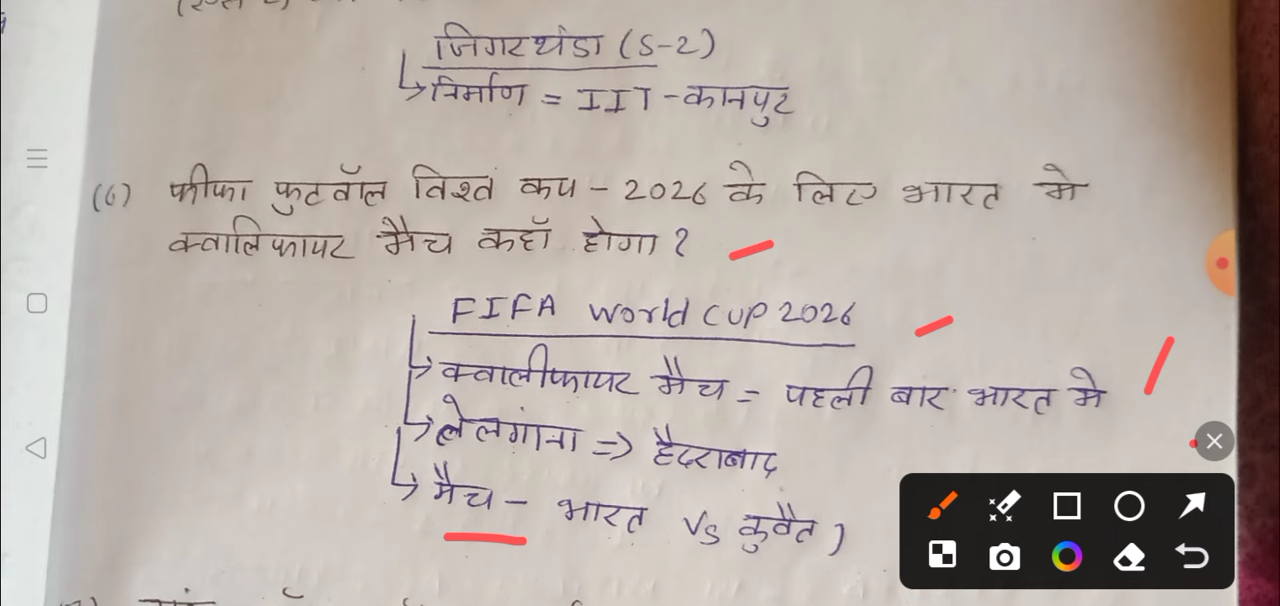 जिगरथंडा (S-2)
↳ निर्माण = IIT - कानपुर
(6) फीफा फुटबॉल विश्व कप - 2026 के लिए भारत मे
क्वालिफायर मैच कहाँ होगा ?
FIFA World CUP 2026
↳ क्वालीफायर मैच = पहली बार भारत मे
↳ तेलगांना => हैदराबाद
↳ मैच - भारत Vs कुवैत )